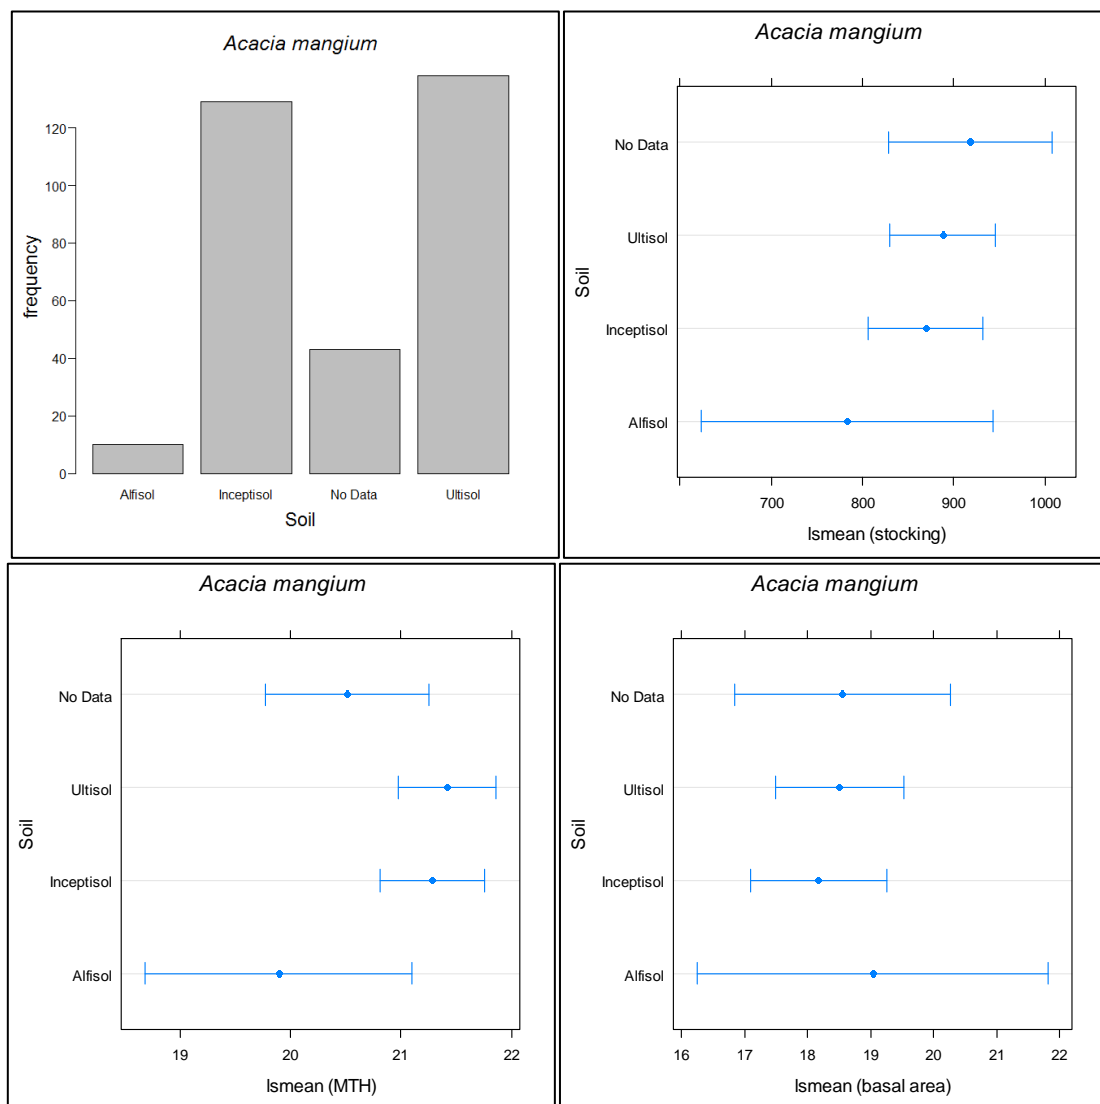 Acacia mangium
frequency
120
100
80
60
40
20
0
Alfisol Inceptisol No Data Ultisol
Soil
Acacia mangium
Soil
No Data
Ultisol
Inceptisol
Alfisol
700 800 900 1000
lsmean (stocking)
Acacia mangium
Soil
No Data
Ultisol
Inceptisol
Alfisol
19 20 21 22
lsmean (MTH)
Acacia mangium
Soil
No Data
Ultisol
Inceptisol
Alfisol
16 17 18 19 20 21 22
lsmean (basal area)